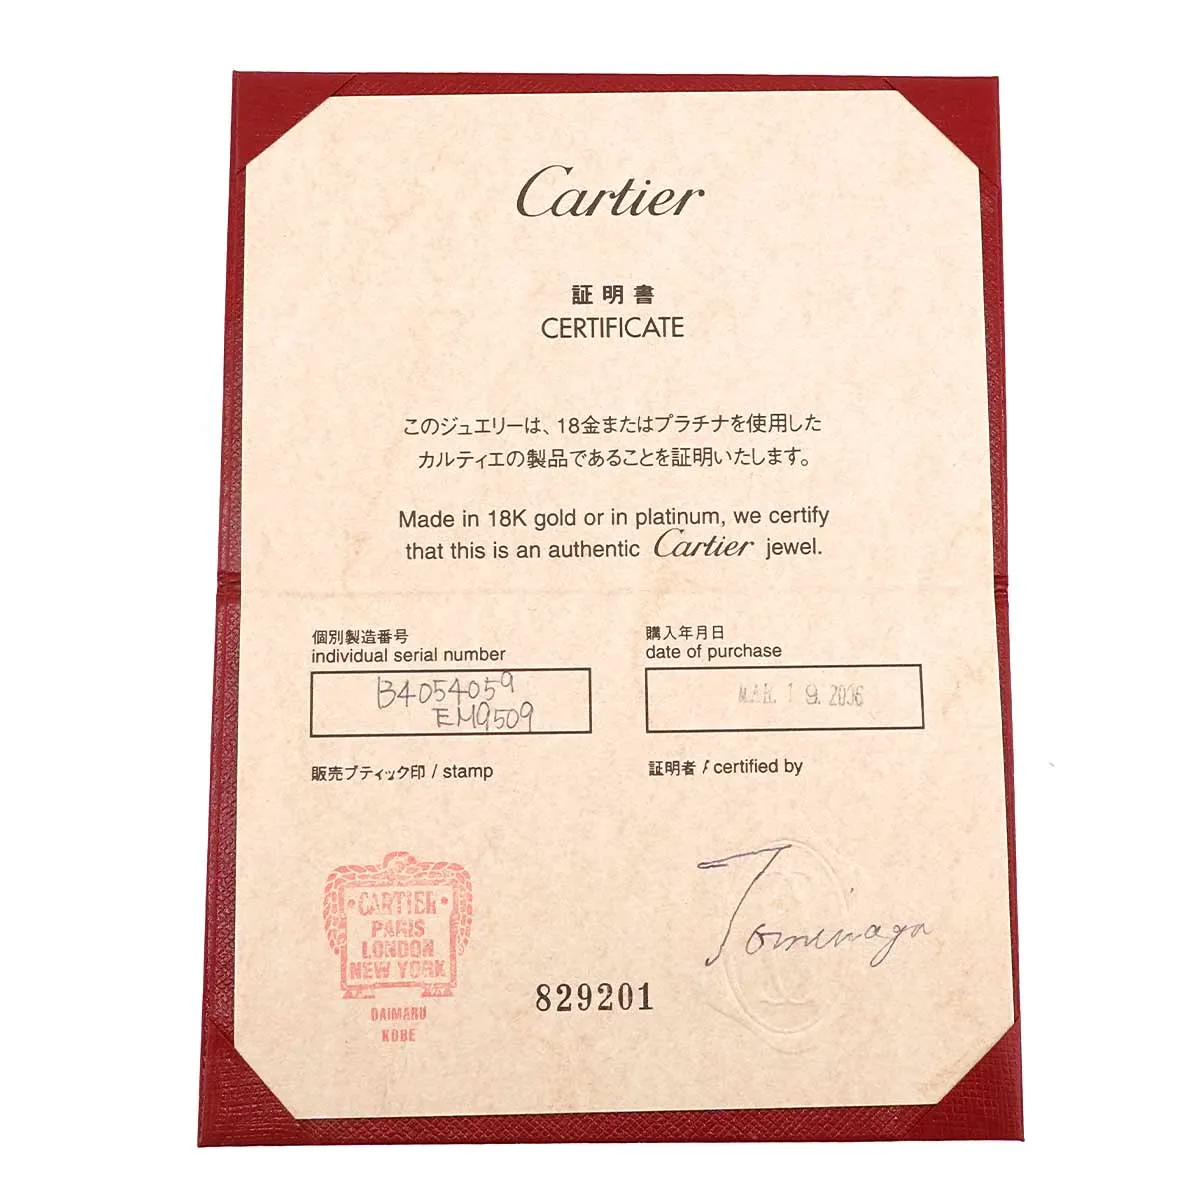 Cartier
証明書
CERTIFICATE
このジュエリーは、18金またはプラチナを使用した
カルティエの製品であることを証明いたします。
Made in 18K gold or in platinum, we certify
that this is an authentic Cartier jewel.
個別製造番号
individual serial number
B4054059
EM9509
購入年月日
date of purchase
MAR. 19. 2006
販売ブティック印 / stamp
証明者 / certified by
CARTIER
PARIS
LONDON
NEW YORK
DAIMARU
KOBE
829201
Tominaga